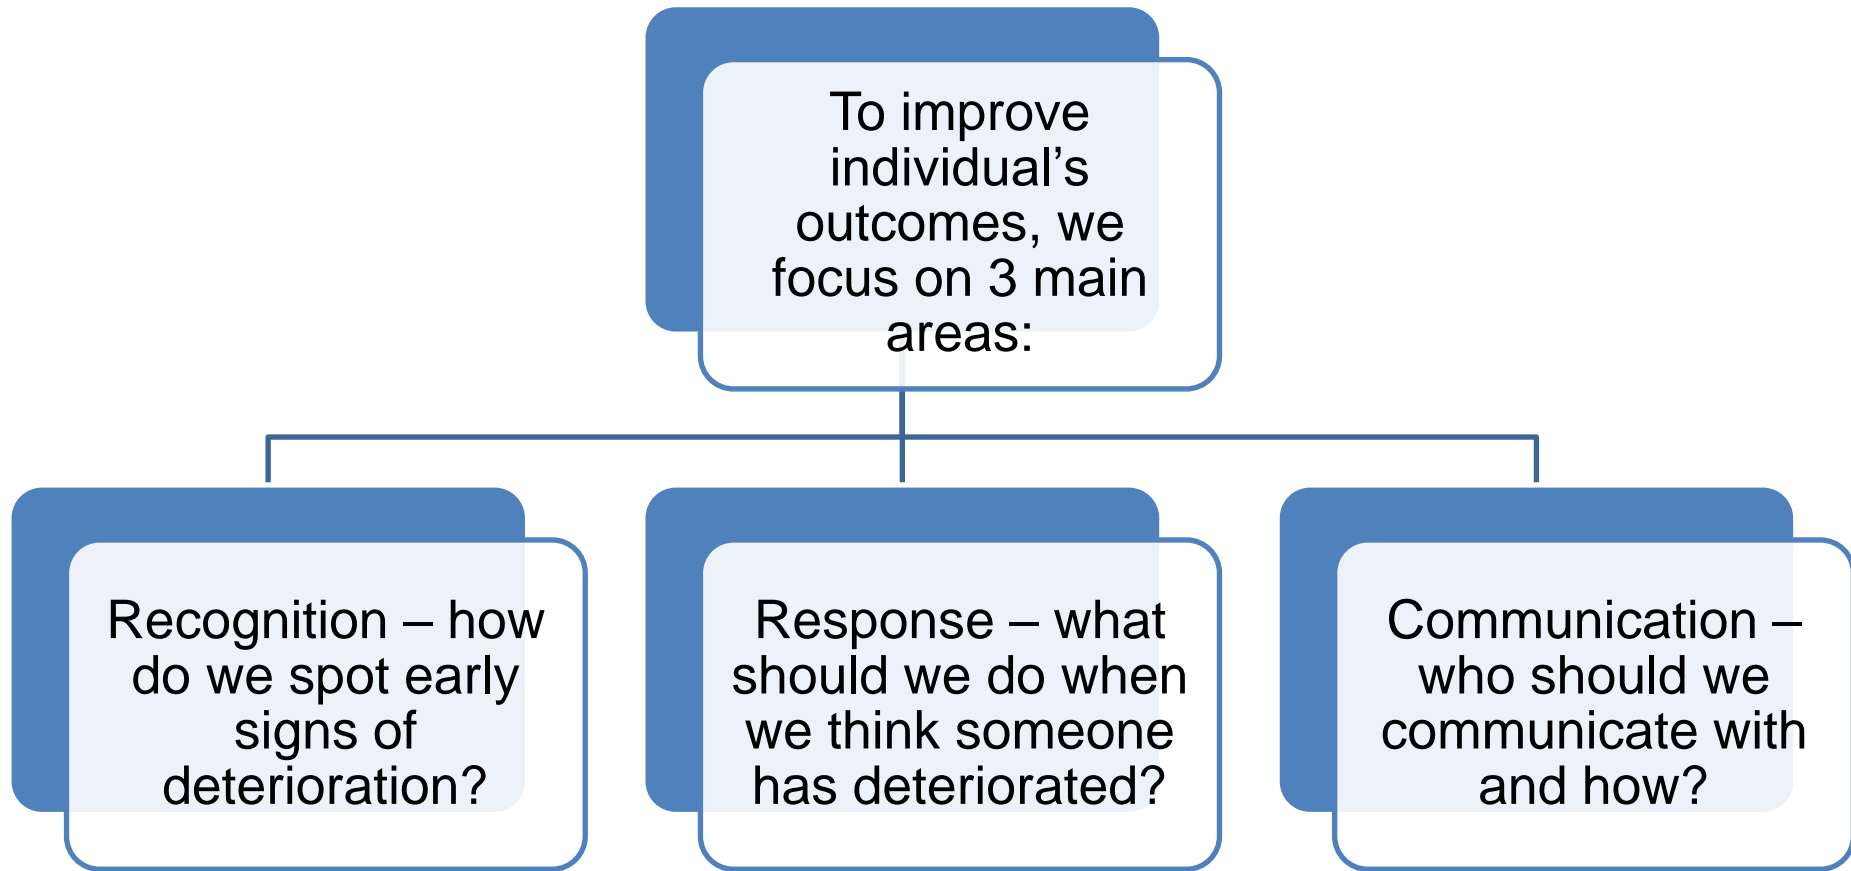 To improve
individual’s
outcomes, we
focus on 3 main
areas:
Recognition – how
do we spot early
signs of
deterioration?
Response – what
should we do when
we think someone
has deteriorated?
Communication –
who should we
communicate with
and how?